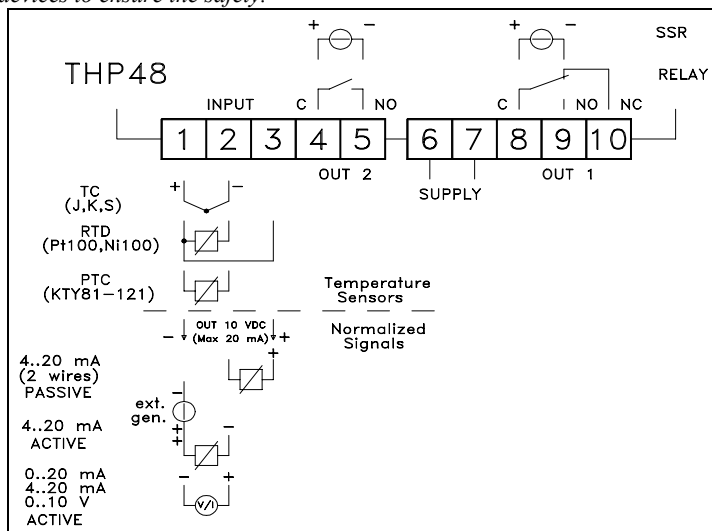 devices to ensure the safety.
+ - + - SSR
THP48 RELAY
INPUT C NO C NO NC
1 2 3 4 5 6 7 8 9 10
OUT 2 SUPPLY OUT 1
TC + -
(J,K,S)
RTD
(Pt100,Ni100)
PTC
(KTY81-121)
Temperature
Sensors
Normalized
Signals
- OUT 10 VDC +
(Max 20 mA)
+
4..20 mA
(2 wires)
PASSIVE
-
ext.
gen.
+
+ -
4..20 mA
ACTIVE
- +
0..20 mA
4..20 mA
0..10 V
ACTIVE
V/I